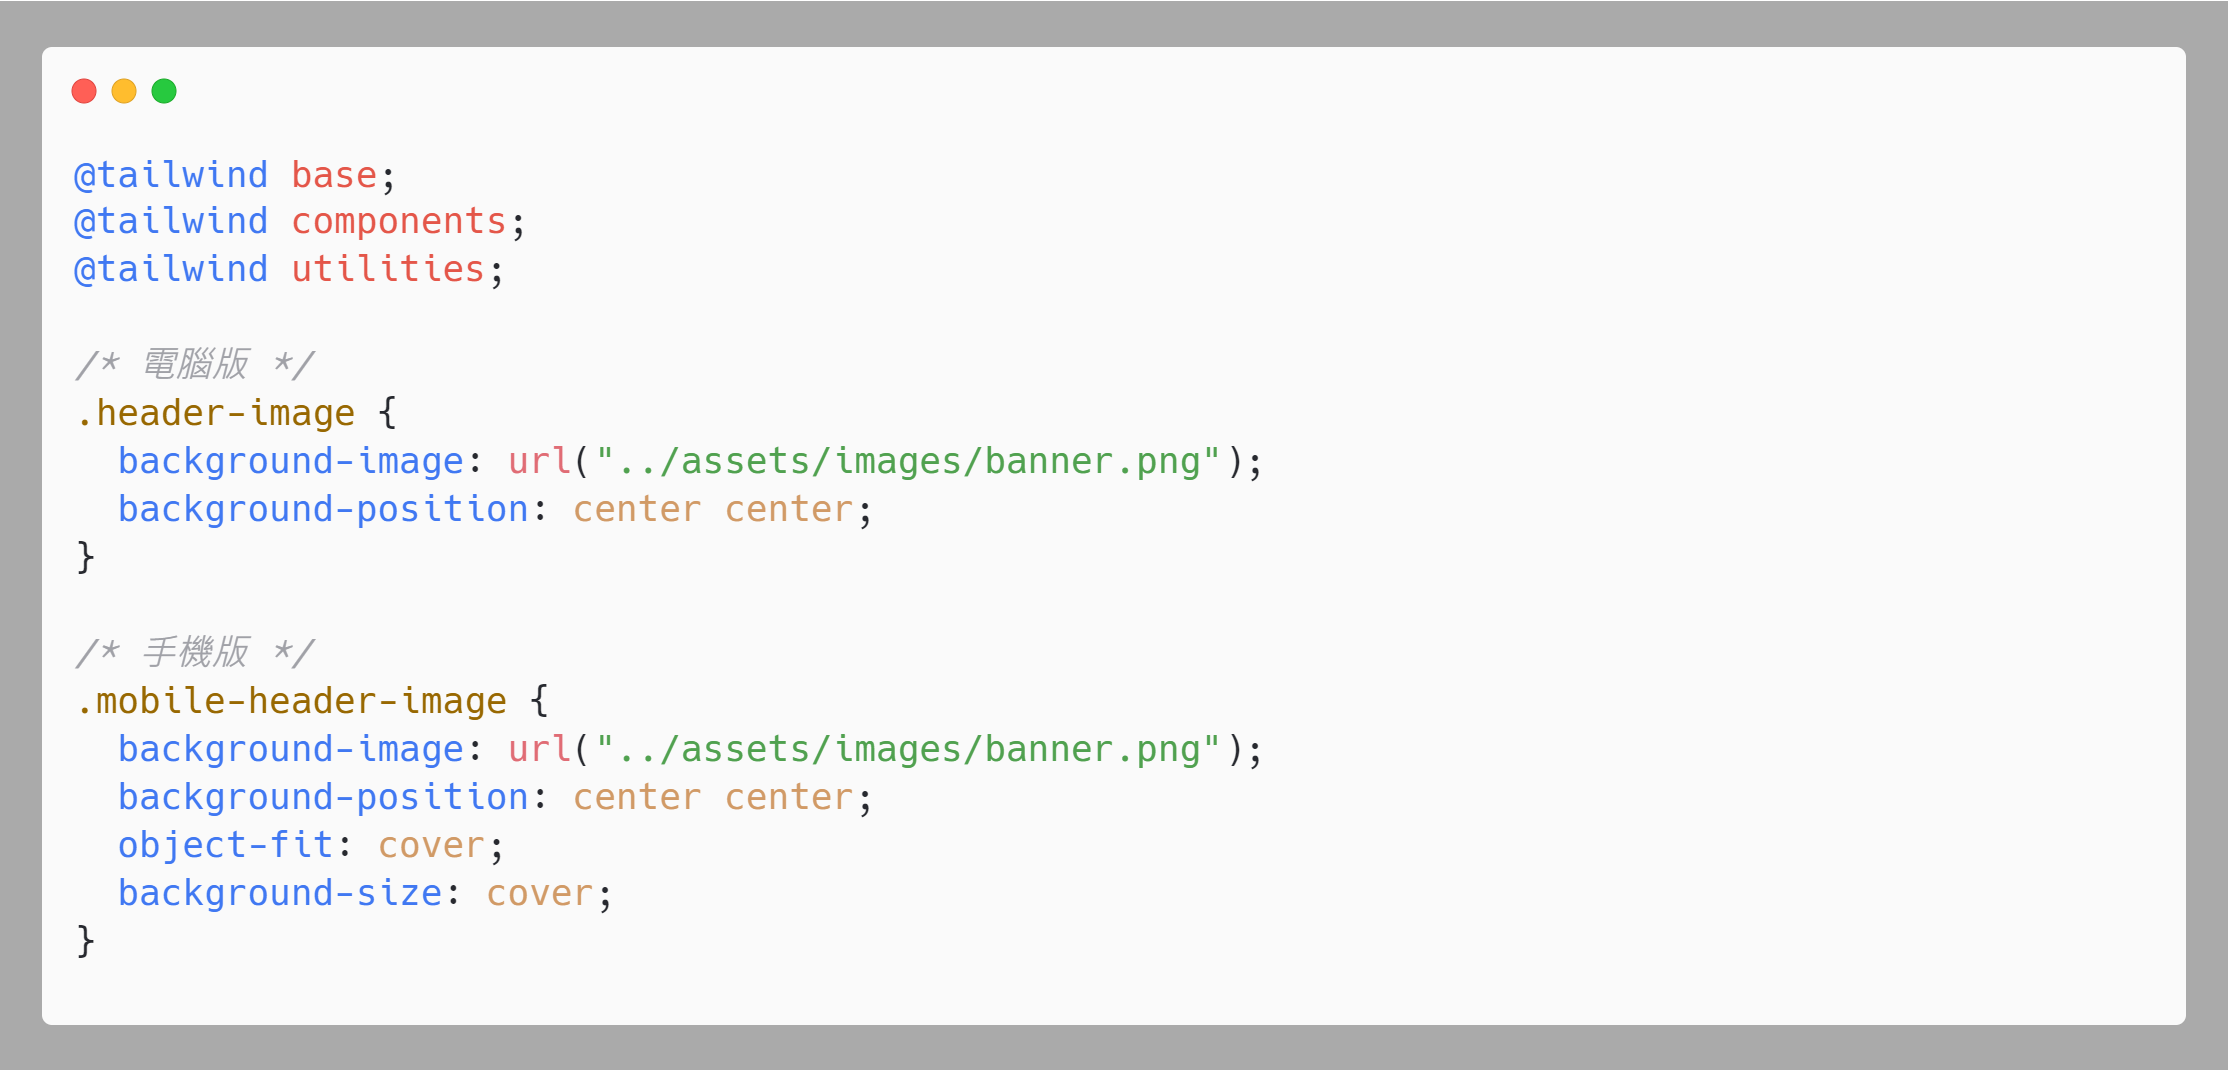 @tailwind base;
@tailwind components;
@tailwind utilities;
/* 電腦版 */
.header-image {
  background-image: url("../assets/images/banner.png");
  background-position: center center;
}
/* 手機版 */
.mobile-header-image {
  background-image: url("../assets/images/banner.png");
  background-position: center center;
  object-fit: cover;
  background-size: cover;
}